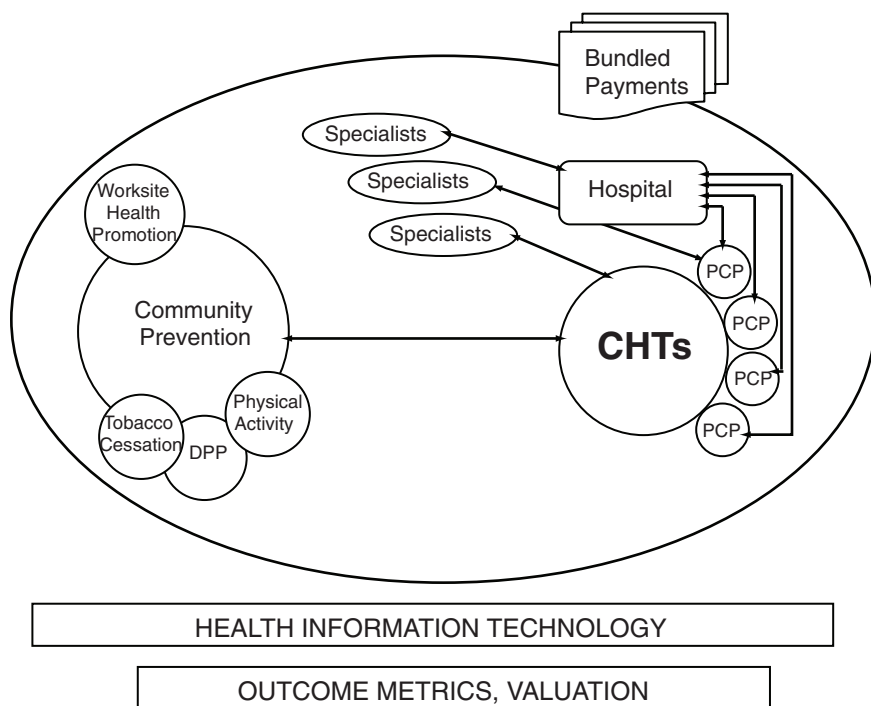 Bundled
Payments
Specialists
Specialists
Hospital
Worksite
Health
Promotion
Specialists
PCP
Community
Prevention
PCP
CHTs
PCP
Physical
Activity
Tobacco
Cessation
DPP
PCP
HEALTH INFORMATION TECHNOLOGY
OUTCOME METRICS, VALUATION